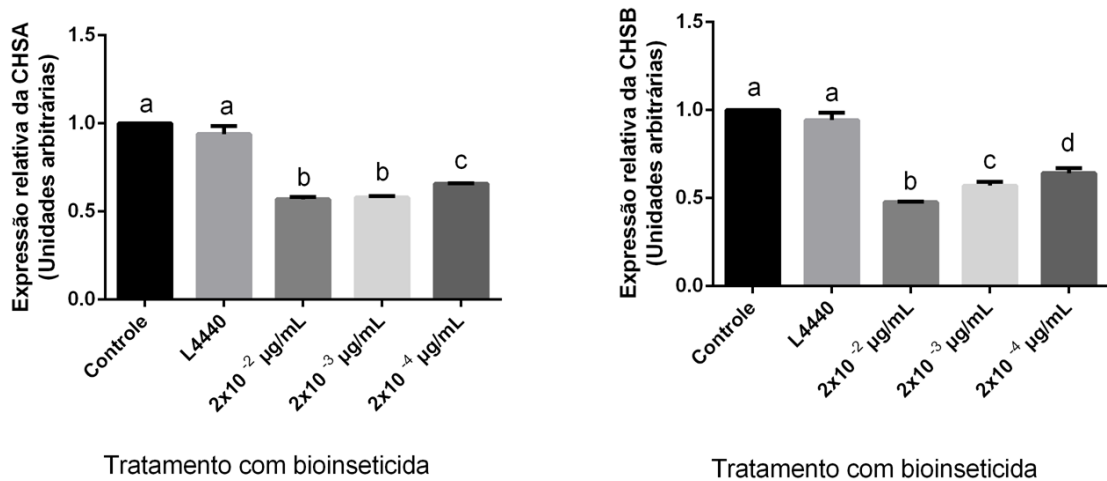 Expressão relativa da CHSA
(Unidades arbitrárias)
1.5
1.0
0.5
0.0
a
a
b
b
c
Controle
L4440
2x10 -2 µg/mL
2x10 -3 µg/mL
2x10 -4 µg/mL
Tratamento com bioinseticida
Expressão relativa da CHSB
(Unidades arbitrárias)
1.5
1.0
0.5
0.0
a
a
b
c
d
Controle
L4440
2x10 -2 µg/mL
2x10 -3 µg/mL
2x10 -4 µg/mL
Tratamento com bioinseticida